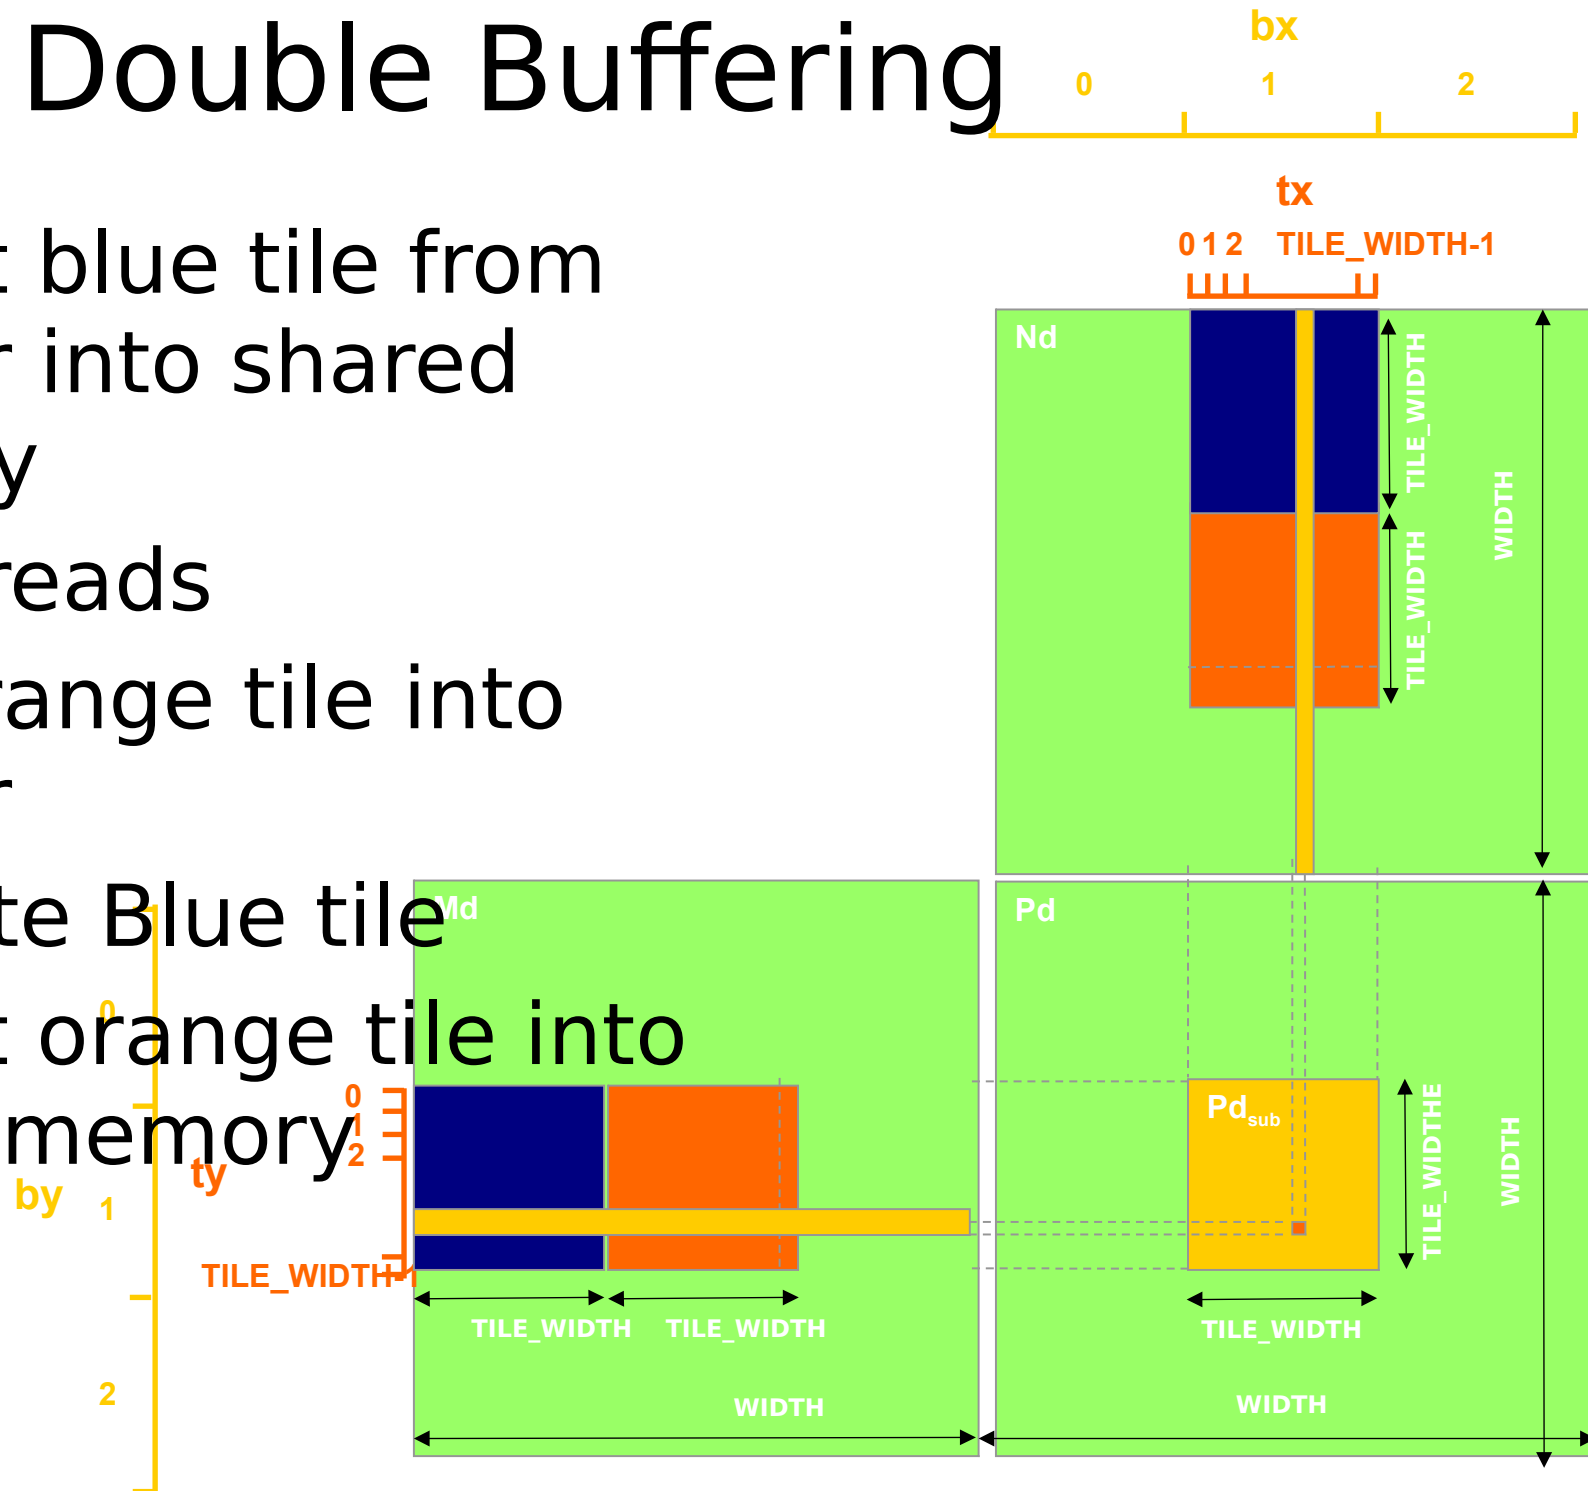 Double Buffering
bx
0 1 2
tx
0 1 2 TILE_WIDTH-1
t blue tile from
r into shared
y
reads
range tile into
r
te Blue tile
t orange tile into
memory
Nd
TILE_WIDTH
TILE_WIDTH
WIDTH
Md
Pd
Pdsub
TILE_WIDTHE
WIDTH
TILE_WIDTH
WIDTH
by
0
1
2
ty
0
1
2
TILE_WIDTH-1
TILE_WIDTH TILE_WIDTH
WIDTH